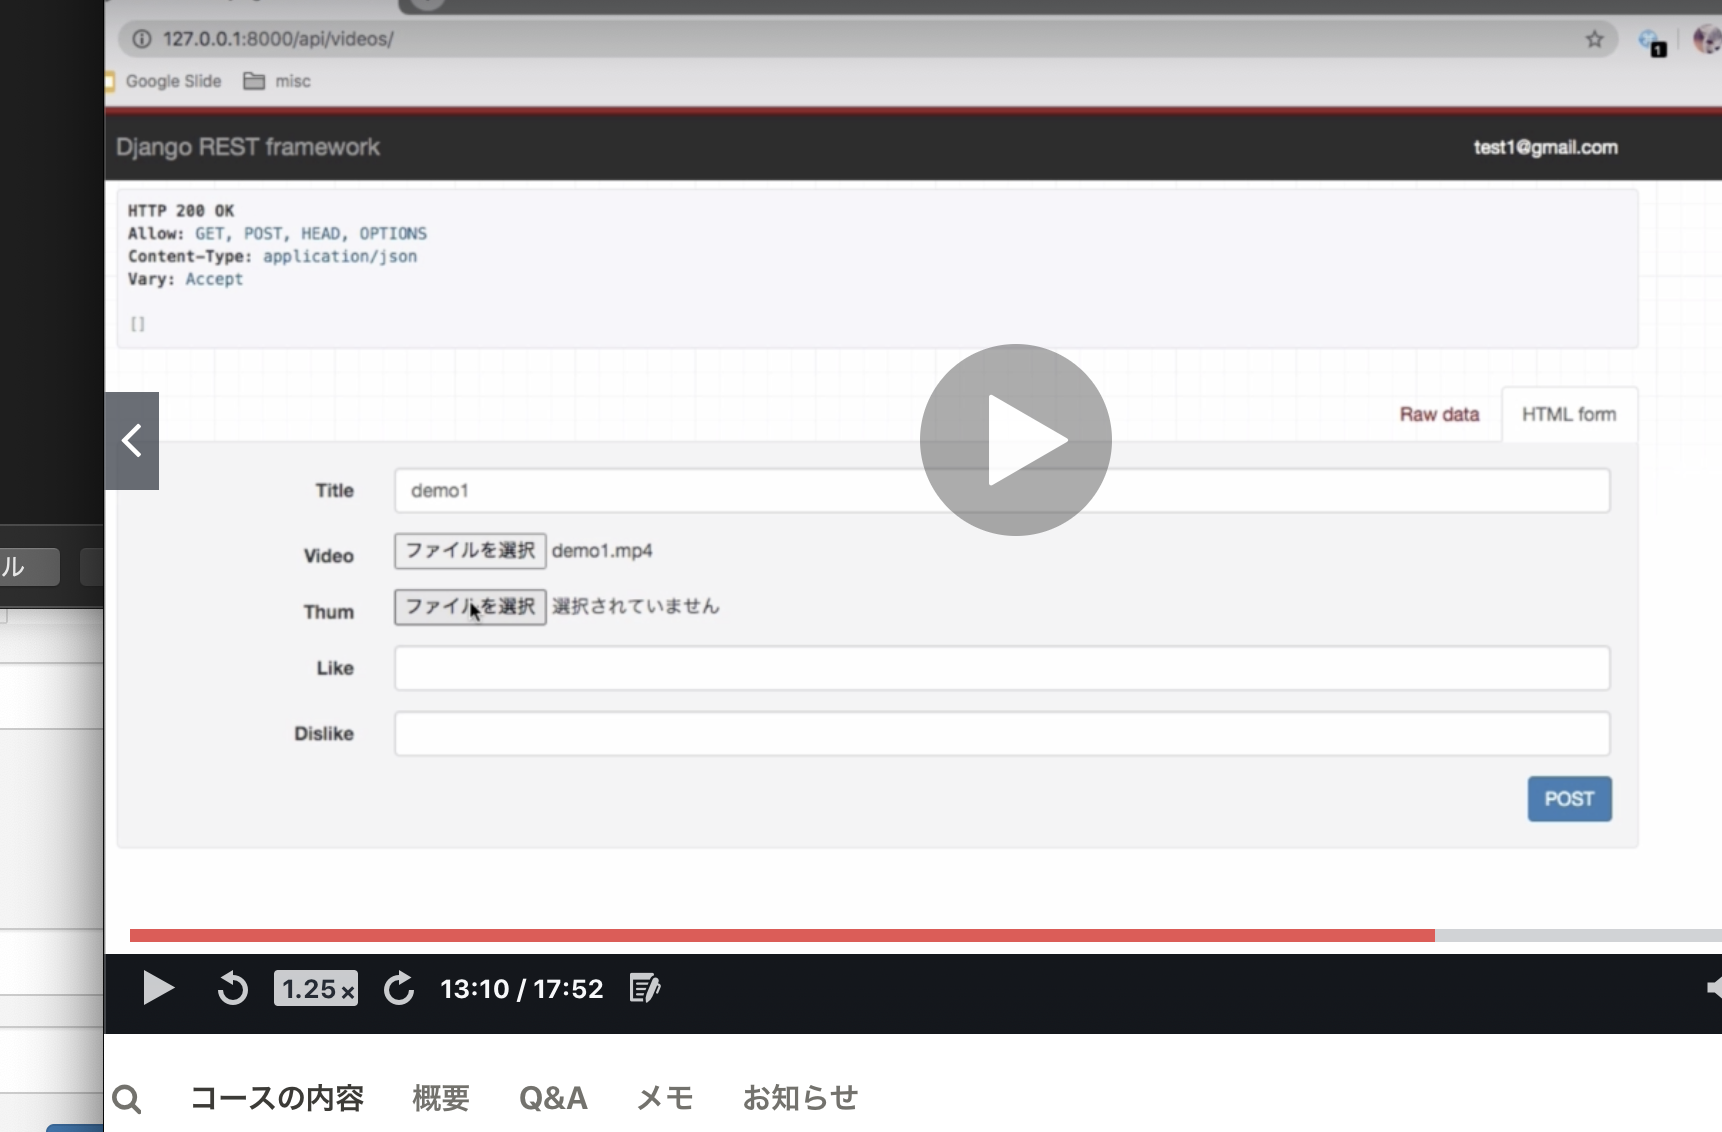 127.0.0.1:8000/api/videos/
1
Google Slide
misc
Django REST framework
test1@gmail.com
HTTP 200 OK
Allow: GET, POST, HEAD, OPTIONS
Content-Type: application/json
Vary: Accept
[]
Raw data
HTML form
Title
demo1
Video
ファイルを選択 demo1.mp4
Thum
ファイルを選択 選択されていません
Like
Dislike
POST
ル
1.25×
13:10 / 17:52
コースの内容
概要
Q&A
メモ
お知らせ